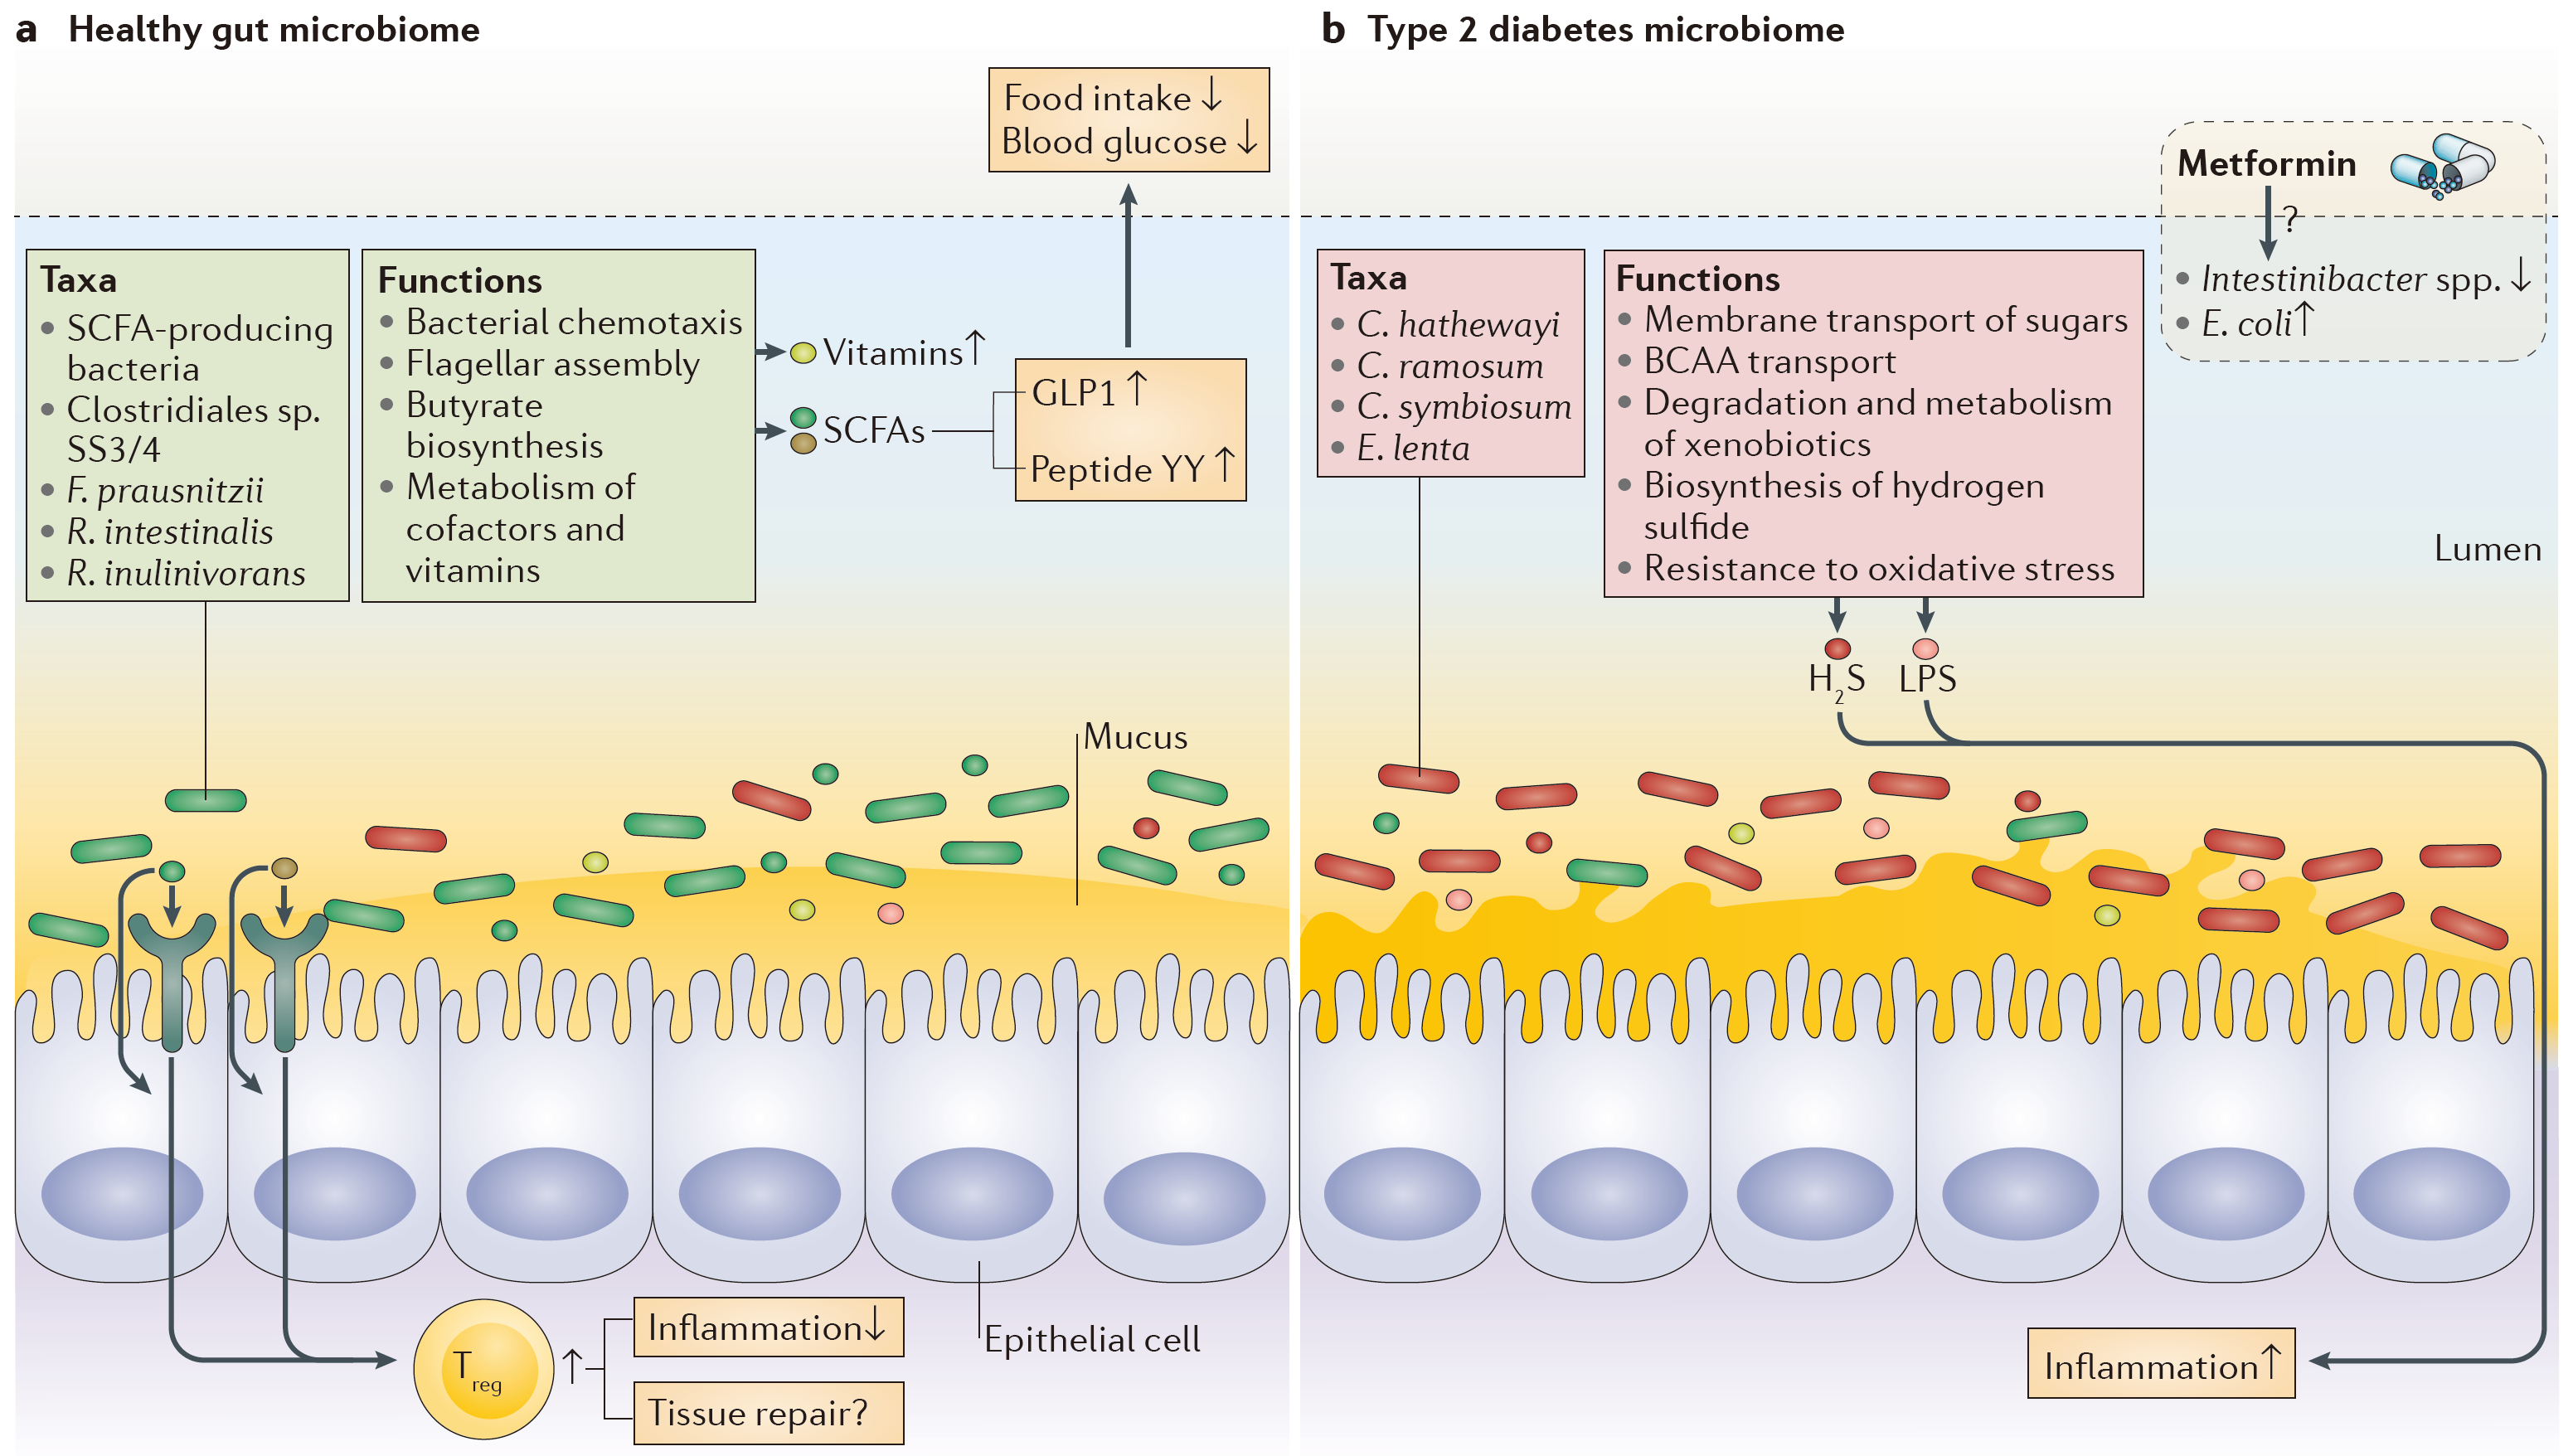 a Healthy gut microbiome
Food intake ↓
Blood glucose ↓
Taxa
• SCFA-producing
bacteria
• Clostridiales sp.
SS3/4
• F. prausnitzii
• R. intestinalis
• R. inulinivorans
Functions
• Bacterial chemotaxis
• Flagellar assembly
• Butyrate
biosynthesis
• Metabolism of
cofactors and
vitamins
Vitamins↑
SCFAs
GLP1 ↑
Peptide YY ↑
Mucus
Treg ↑
Inflammation↓
Tissue repair?
Epithelial cell
b Type 2 diabetes microbiome
Metformin
?
• Intestinibacter spp. ↓
• E. coli↑
Taxa
• C. hathewayi
• C. ramosum
• C. symbiosum
• E. lenta
Functions
• Membrane transport of sugars
• BCAA transport
• Degradation and metabolism
of xenobiotics
• Biosynthesis of hydrogen
sulfide
• Resistance to oxidative stress
Lumen
H2S
LPS
Inflammation↑